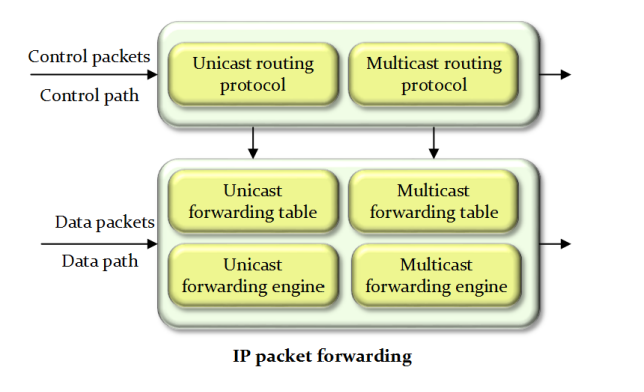 Control packets
Control path
Unicast routing
protocol
Multicast routing
protocol
Data packets
Data path
Unicast
forwarding table
Multicast
forwarding table
Unicast
forwarding engine
Multicast
forwarding engine
IP packet forwarding